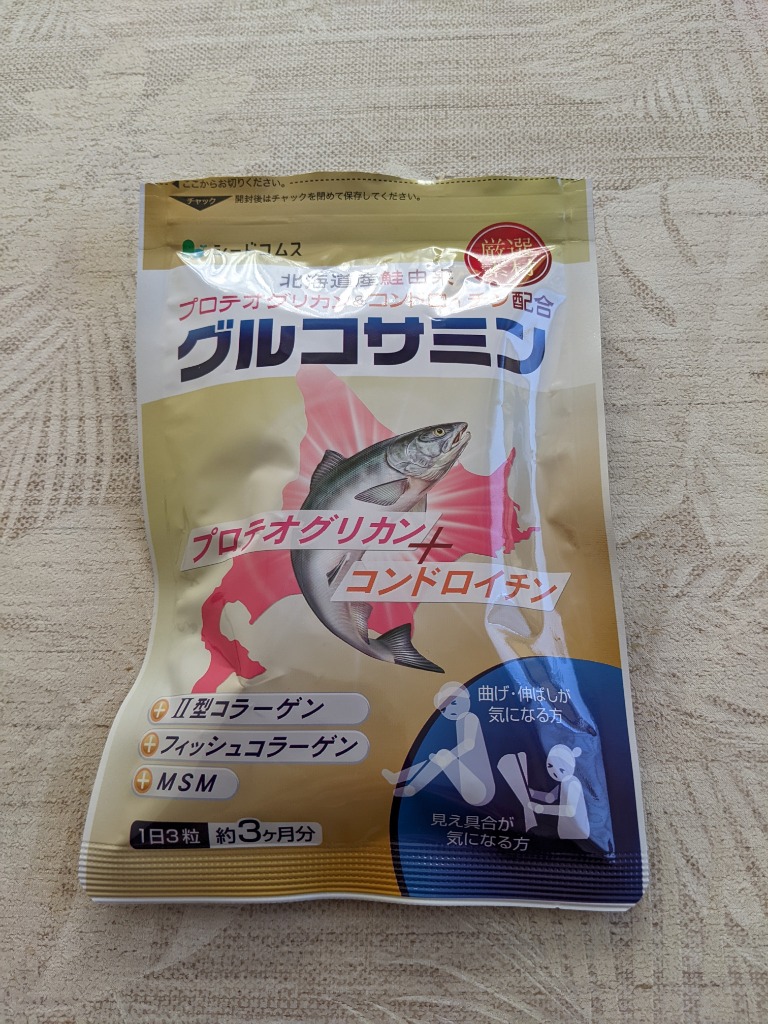 ここからお切りください。
チャック 開封後はチャックを閉めて保存してください。
シードコムス
厳選
素材
北海道産鮭由来
プロテオグリカン&コンドロイチン配合
グルコサミン
プロテオグリカン
+
コンドロイチン
+ II型コラーゲン
+ フィッシュコラーゲン
+ MSM
曲げ・伸ばしが
気になる方
見え具合が
気になる方
1日3粒 約3ヶ月分